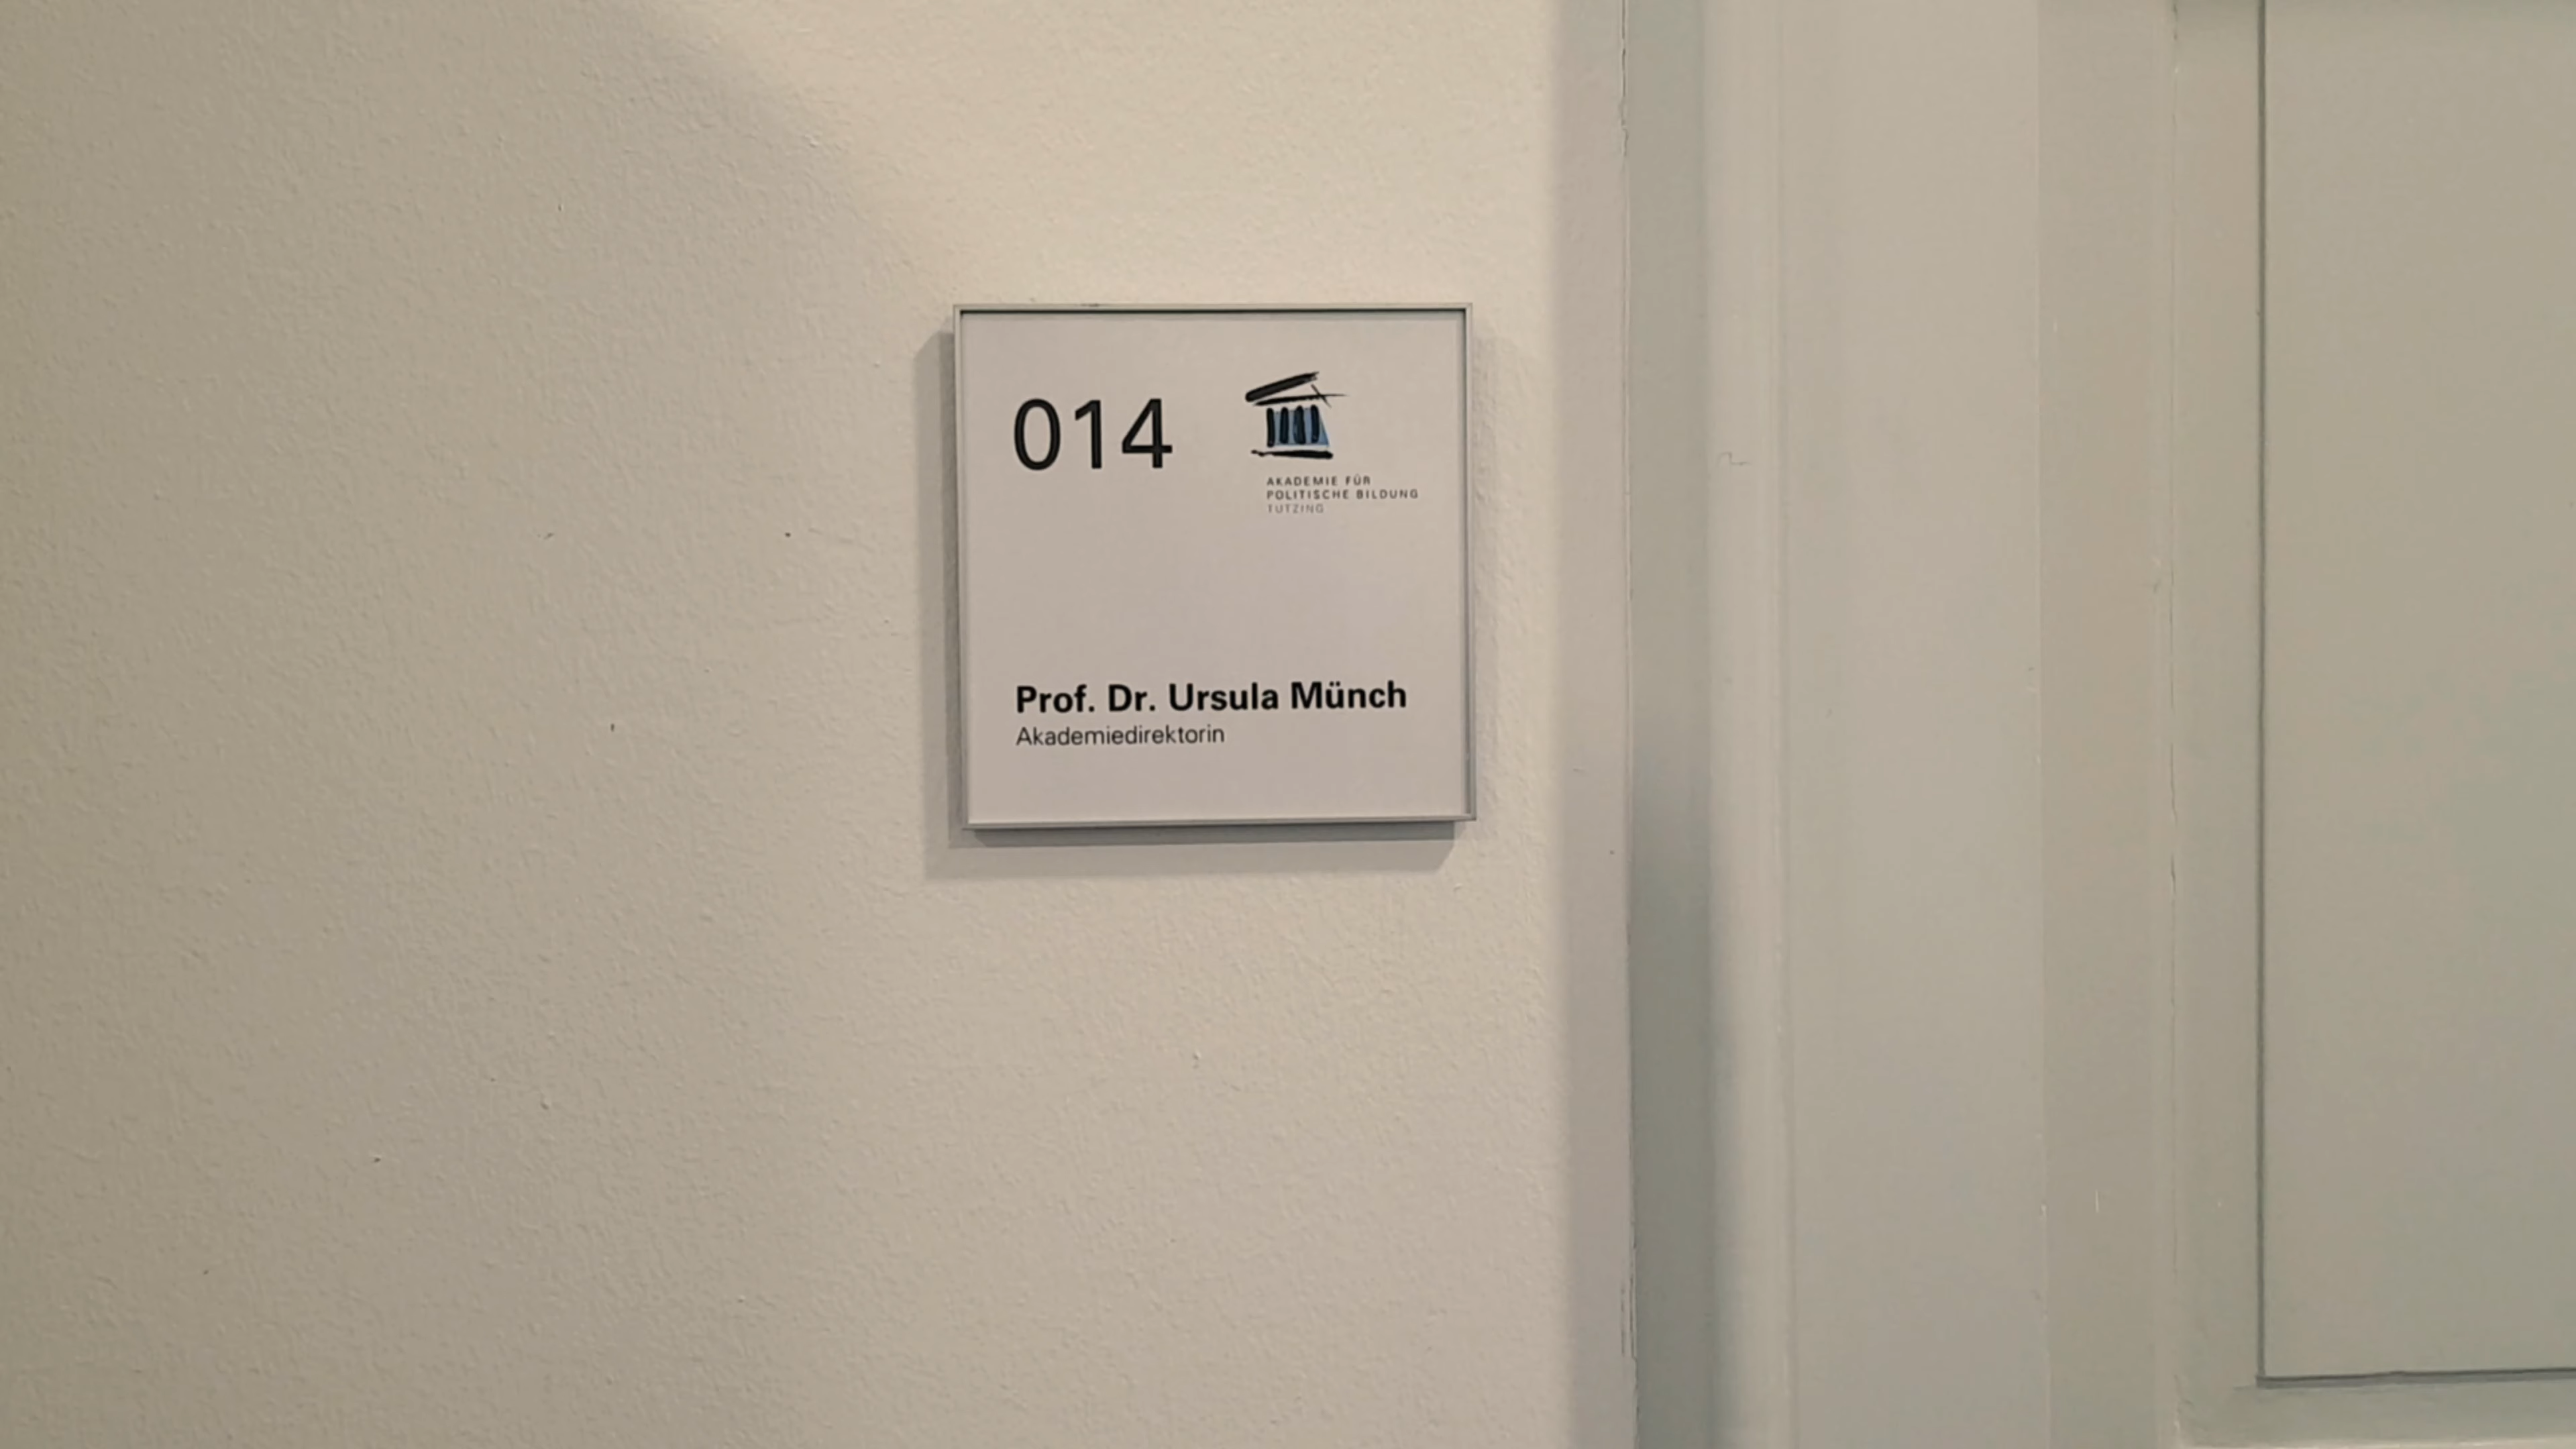 014
AKADEMIE FÜR
POLITISCHE BILDUNG
TUTZING
Prof. Dr. Ursula Münch
Akademiedirektorin